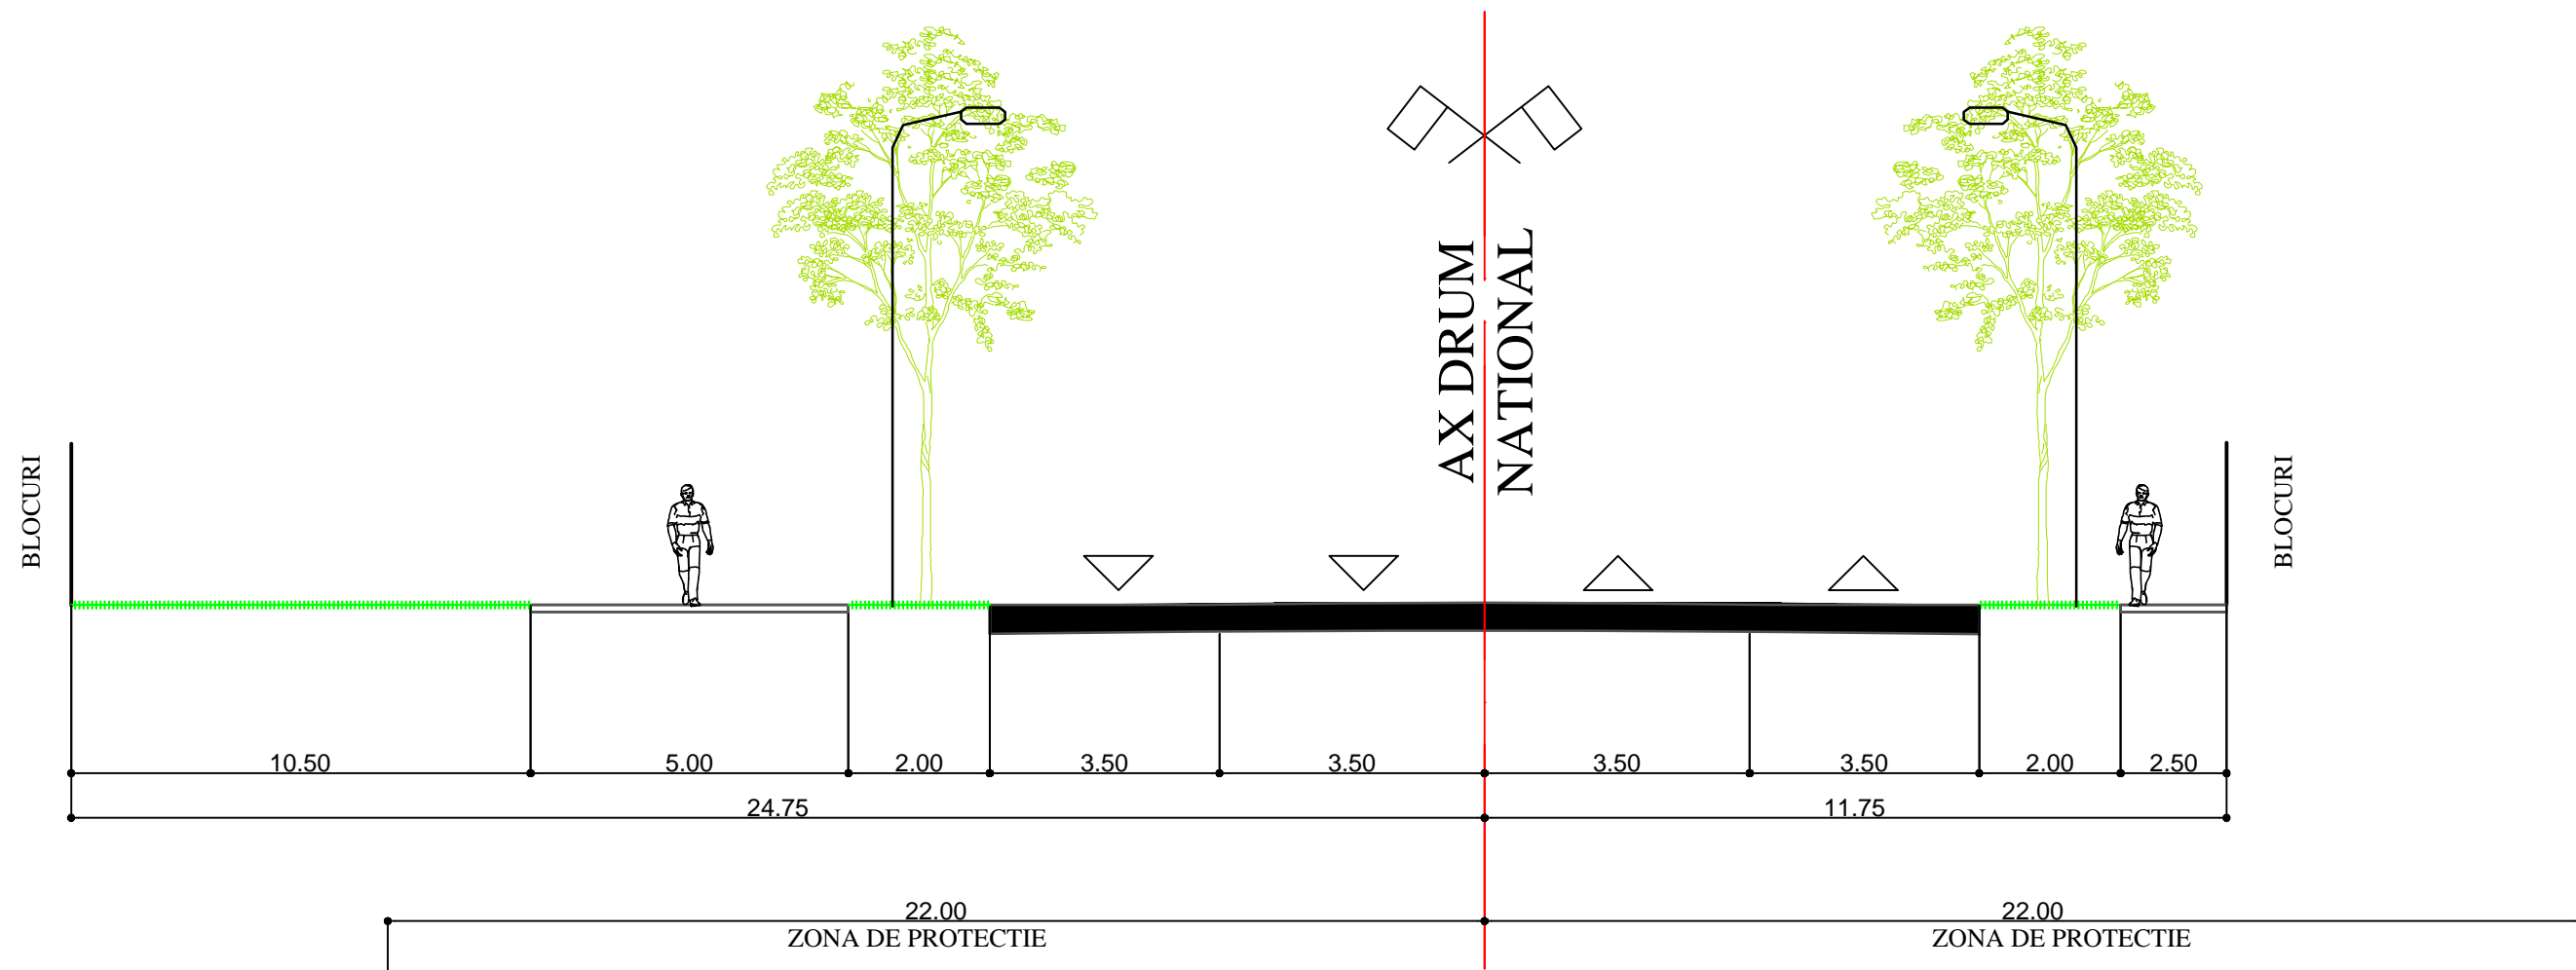 AX DRUM
NATIONAL
BLOCURI
BLOCURI
10.50 5.00 2.00 3.50 3.50 3.50 3.50 2.00 2.50
24.75 11.75
22.00 22.00
ZONA DE PROTECTIE ZONA DE PROTECTIE